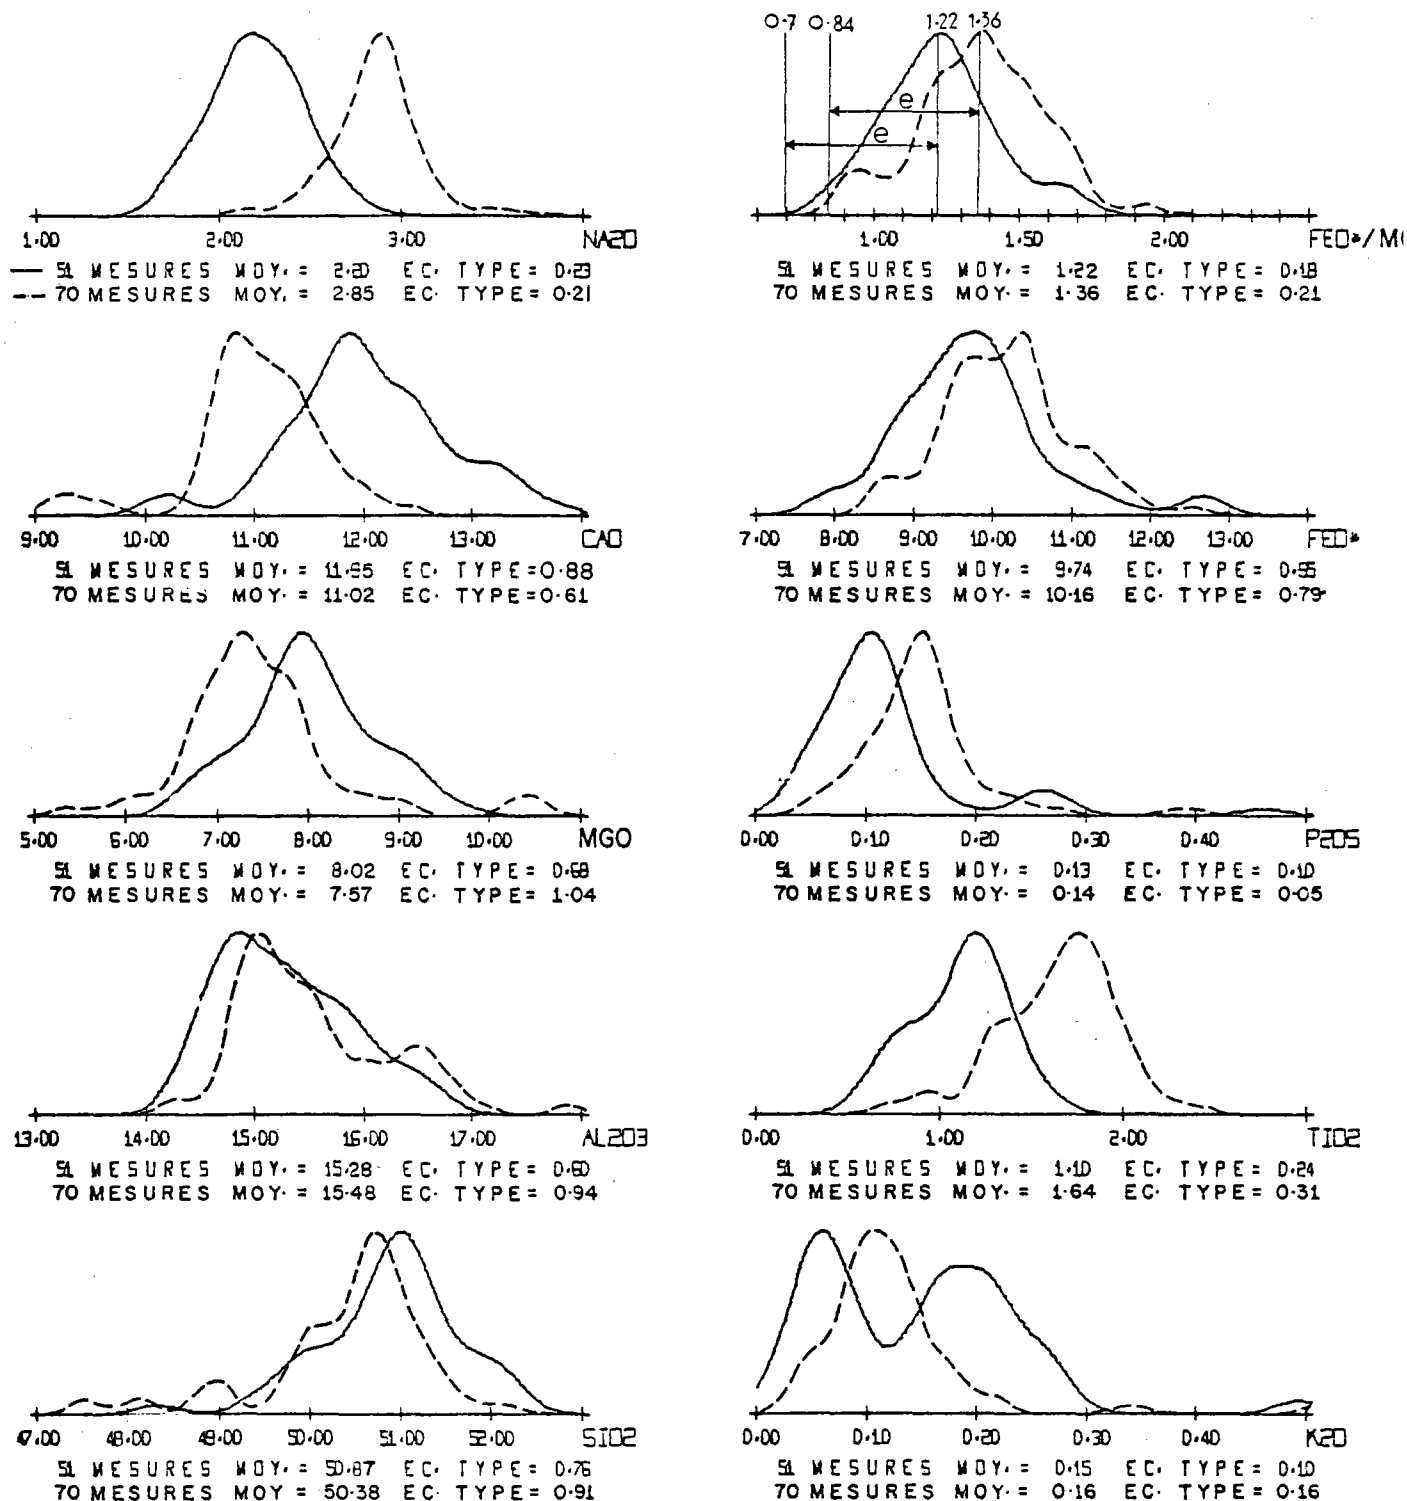 0.7 0.84 1.22 1.36
e
e
1.00 2.00 3.00 NA2O
51 MESURES MOY. = 2.20 EC. TYPE = 0.23
70 MESURES MOY. = 2.85 EC. TYPE = 0.21
1.00 1.50 2.00 FEO*/M
51 MESURES MOY. = 1.22 EC. TYPE = 0.18
70 MESURES MOY. = 1.36 EC. TYPE = 0.21
9.00 10.00 11.00 12.00 13.00 CAO
51 MESURES MOY. = EC. TYPE = 0.88
70 MESURES MOY. = 11.02 EC. TYPE = 0.61
7.00 8.00 9.00 10.00 11.00 12.00 13.00 FEO*
51 MESURES MOY. = 9.74 EC. TYPE =
70 MESURES MOY. = 10.16 EC. TYPE = 0.79
5.00 6.00 7.00 8.00 9.00 10.00 MGO
51 MESURES MOY. = 8.02 EC. TYPE =
70 MESURES MOY. = 7.57 EC. TYPE = 1.04
0.00 0.10 0.20 0.30 0.40 P2O5
51 MESURES MOY. = 0.13 EC. TYPE = 0.10
70 MESURES MOY. = 0.14 EC. TYPE = 0.05
13.00 14.00 15.00 16.00 17.00 AL2O3
51 MESURES MOY. = 15.28 EC. TYPE = 0.60
70 MESURES MOY. = 15.48 EC. TYPE = 0.94
0.00 1.00 2.00 TIO2
51 MESURES MOY. = 1.10 EC. TYPE = 0.24
70 MESURES MOY. = 1.64 EC. TYPE = 0.31
47.00 48.00 49.00 50.00 51.00 52.00 SIO2
51 MESURES MOY. = 50.87 EC. TYPE = 0.76
70 MESURES MOY = 50.38 EC. TYPE = 0.91
0.00 0.10 0.20 0.30 0.40 K2O
51 MESURES MOY. = 0.15 EC. TYPE = 0.10
70 MESURES MOY. = 0.16 EC. TYPE = 0.16